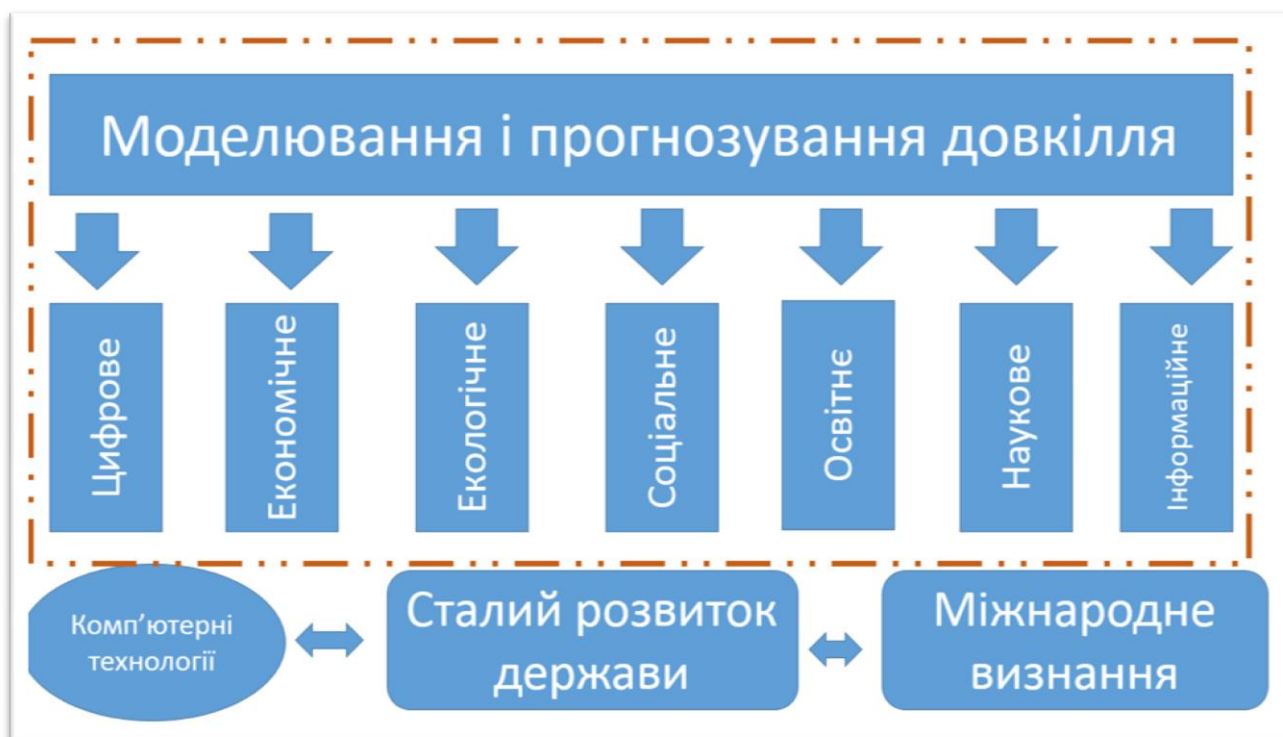 Моделювання і прогнозування довкілля
Цифрове
Економічне
Екологічне
Соціальне
Освітнє
Наукове
Інформаційне
Комп’ютерні
технології
Сталий розвиток
держави
Міжнародне
визнання